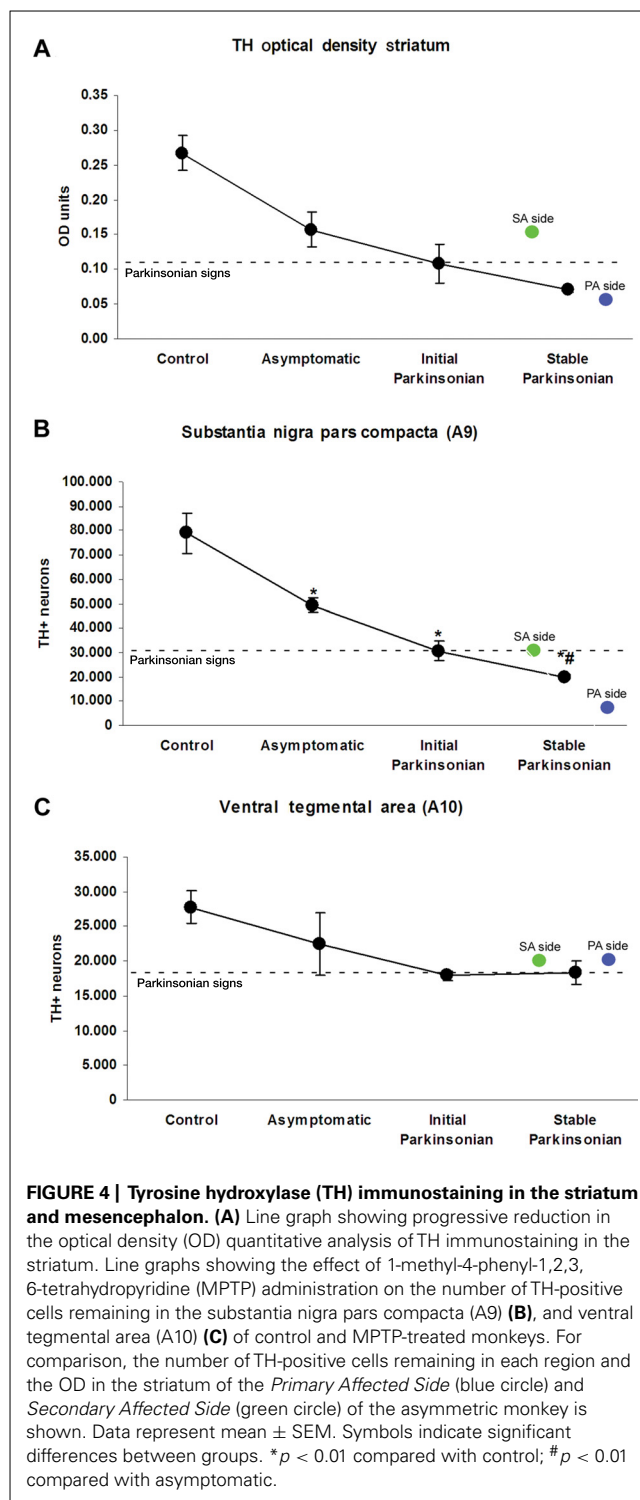 A
TH optical density striatum
0.35
0.30
0.25
0.20
0.15
0.10
0.05
0.00
OD units
SA side
Parkinsonian signs
PA side
Control Asymptomatic Initial Parkinsonian Stable Parkinsonian
B
Substantia nigra pars compacta (A9)
100.000
90.000
80.000
70.000
60.000
50.000
40.000
30.000
20.000
10.000
0
TH+ neurons
*
*
SA side
*#
Parkinsonian signs
PA side
Control Asymptomatic Initial Parkinsonian Stable Parkinsonian
C
Ventral tegmental area (A10)
35.000
30.000
25.000
20.000
15.000
10.000
5.000
0
TH+ neurons
SA side PA side
Parkinsonian signs
Control Asymptomatic Initial Parkinsonian Stable Parkinsonian
FIGURE 4 | Tyrosine hydroxylase (TH) immunostaining in the striatum
and mesencephalon. (A) Line graph showing progressive reduction in
the optical density (OD) quantitative analysis of TH immunostaining in the
striatum. Line graphs showing the effect of 1-methyl-4-phenyl-1,2,3,
6-tetrahydropyridine (MPTP) administration on the number of TH-positive
cells remaining in the substantia nigra pars compacta (A9) (B), and ventral
tegmental area (A10) (C) of control and MPTP-treated monkeys. For
comparison, the number of TH-positive cells remaining in each region and
the OD in the striatum of the Primary Affected Side (blue circle) and
Secondary Affected Side (green circle) of the asymmetric monkey is
shown. Data represent mean ± SEM. Symbols indicate significant
differences between groups. *p < 0.01 compared with control; #p < 0.01
compared with asymptomatic.